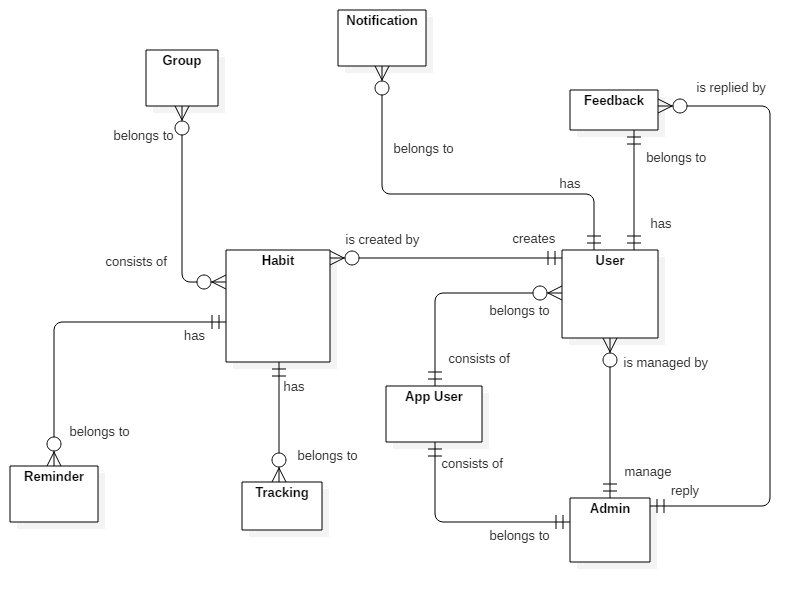 Notification
Group
is replied by
Feedback
belongs to
belongs to
belongs to
has
has
is created by
creates
consists of
Habit
User
belongs to
has
consists of
is managed by
has
App User
belongs to
belongs to
consists of
manage
Reminder
Tracking
reply
Admin
belongs to